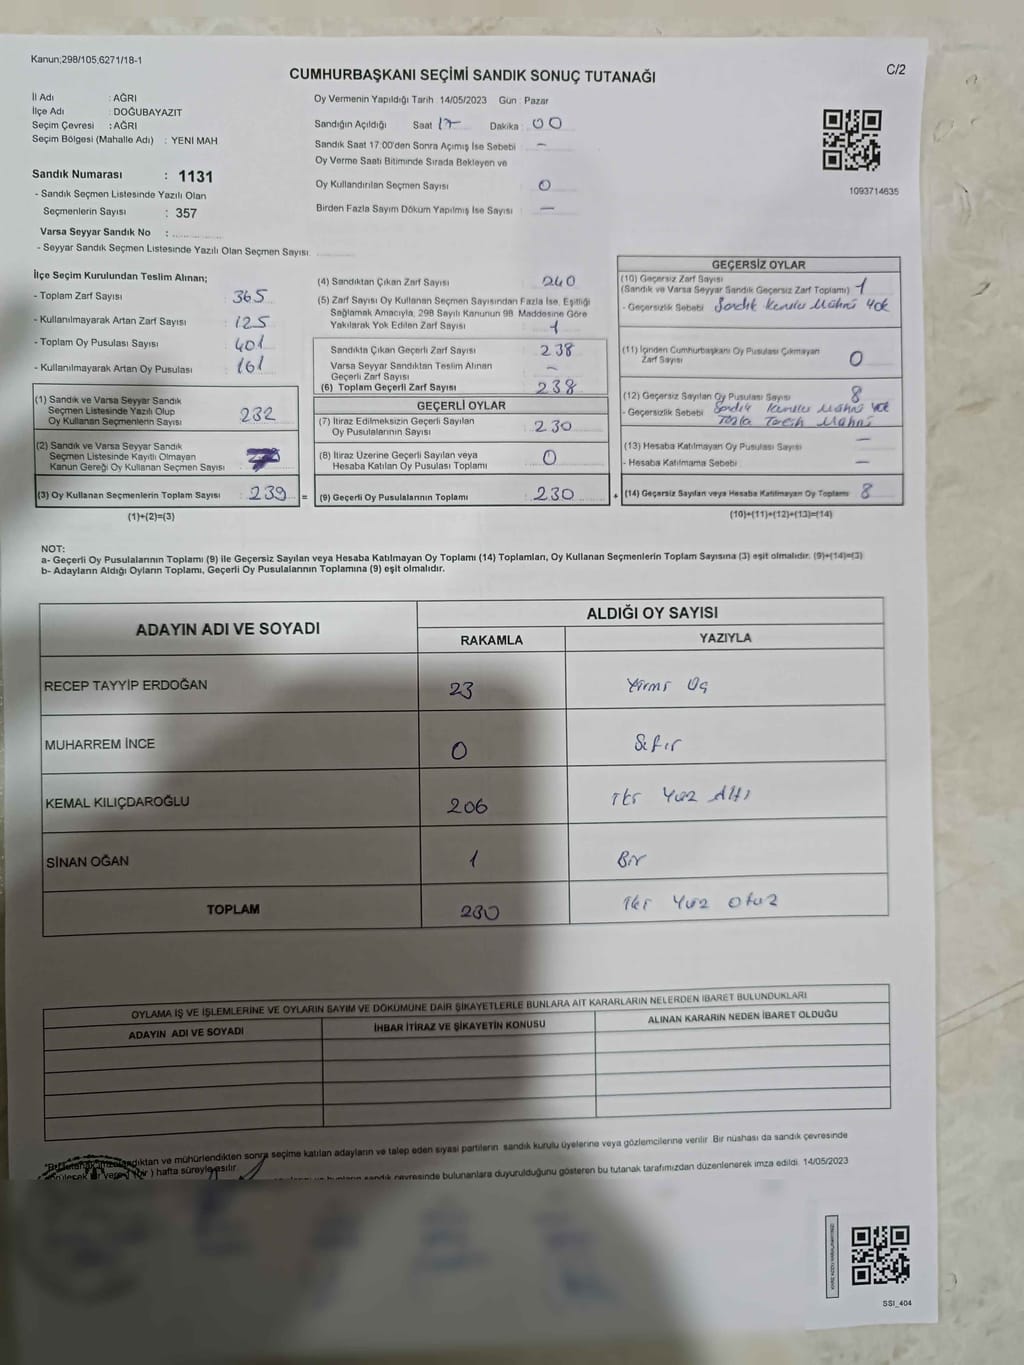 Kanun;298/105,6271/18-1
C/2
CUMHURBAŞKANI SEÇİMİ SANDIK SONUÇ TUTANAĞI
İl Adı : AĞRI
İlçe Adı : DOĞUBAYAZIT
Seçim Çevresi : AĞRI
Seçim Bölgesi (Mahalle Adı) : YENI MAH
Sandık Numarası : 1131
- Sandık Seçmen Listesinde Yazılı Olan
Seçmenlerin Sayısı : 357
Varsa Seyyar Sandık No :
- Seyyar Sandık Seçmen Listesinde Yazılı Olan Seçmen Sayısı
Oy Vermenin Yapıldığı Tarih : 14/05/2023 Gün : Pazar
Sandığın Açıldığı Saat 17 Dakika : 00
Sandık Saat 17:00'den Sonra Açımış İse Sebebi : —
Oy Verme Saati Bitiminde Sırada Bekleyen ve
Oy Kullandırılan Seçmen Sayısı 0
Birden Fazla Sayım Döküm Yapılmış İse Sayısı : —
1093714635
İlçe Seçim Kurulundan Teslim Alınan;
- Toplam Zarf Sayısı : 365
- Kullanılmayarak Artan Zarf Sayısı : 125
- Toplam Oy Pusulası Sayısı : 401
- Kullanılmayarak Artan Oy Pusulası : 161
(1) Sandık ve Varsa Seyyar Sandık
Seçmen Listesinde Yazılı Olup
Oy Kullanan Seçmenlerin Sayısı : 232
(2) Sandık ve Varsa Seyyar Sandık
Seçmen Listesinde Kayıtlı Olmayan
Kanun Gereği Oy Kullanan Seçmen Sayısı : 7
(3) Oy Kullanan Seçmenlerin Toplam Sayısı : 239 =
(1)+(2)=(3)
(4) Sandıktan Çıkan Zarf Sayısı : 240
(5) Zarf Sayısı Oy Kullanan Seçmen Sayısından Fazla İse, Eşitliği
Sağlamak Amacıyla, 298 Sayılı Kanunun 98. Maddesine Göre
Yakılarak Yok Edilen Zarf Sayısı : 1
Sandıkta Çıkan Geçerli Zarf Sayısı : 238
Varsa Seyyar Sandıktan Teslim Alınan
Geçerli Zarf Sayısı : —
(6) Toplam Geçerli Zarf Sayısı : 238
GEÇERLİ OYLAR
(7) İtiraz Edilmeksizin Geçerli Sayılan
Oy Pusulalarının Sayısı : 230
(8) İtiraz Üzerine Geçerli Sayılan veya
Hesaba Katılan Oy Pusulası Toplamı : 0
(9) Geçerli Oy Pusulalarının Toplamı : 230 +
GEÇERSİZ OYLAR
(10) Geçersiz Zarf Sayısı
(Sandık ve Varsa Seyyar Sandık Geçersiz Zarf Toplamı) : 1
- Geçersizlik Sebebi : Sandık Kurulu Mührü Yok
(11) İçinden Cumhurbaşkanı Oy Pusulası Çıkmayan
Zarf Sayısı : 0
(12) Geçersiz Sayılan Oy Pusulası Sayısı : 8
- Geçersizlik Sebebi : Sandık Kurulu Mührü Yok
Fazla Tercih Mührü
(13) Hesaba Katılmayan Oy Pusulası Sayısı : —
- Hesaba Katılmama Sebebi : —
(14) Geçersiz Sayılan veya Hesaba Katılmayan Oy Toplamı : 8
(10)+(11)+(12)+(13)=(14)
NOT:
a- Geçerli Oy Pusulalarının Toplamı (9) ile Geçersiz Sayılan veya Hesaba Katılmayan Oy Toplamı (14) Toplamları, Oy Kullanan Seçmenlerin Toplam Sayısına (3) eşit olmalıdır. (9)+(14)=(3)
b- Adayların Aldığı Oyların Toplamı, Geçerli Oy Pusulalarının Toplamına (9) eşit olmalıdır.
ADAYIN ADI VE SOYADI
ALDIĞI OY SAYISI
RAKAMLA YAZIYLA
RECEP TAYYİP ERDOĞAN 23 Yirmi Üç
MUHARREM İNCE 0 Sıfır
KEMAL KILIÇDAROĞLU 206 İki Yüz Altı
SİNAN OĞAN 1 Bir
TOPLAM 230 İki Yüz Otuz
OYLAMA İŞ VE İŞLEMLERİNE VE OYLARIN SAYIM VE DÖKÜMÜNE DAİR ŞİKAYETLERLE BUNLARA AİT KARARLARIN NELERDEN İBARET BULUNDUKLARI
ADAYIN ADI VE SOYADI İHBAR İTİRAZ VE ŞİKAYETİN KONUSU ALINAN KARARIN NEDEN İBARET OLDUĞU
mühürlendikten sonra seçime katılan adayların ve talep eden siyasi partilerin sandık kurulu üyelerine veya gözlemcilerine verilir. Bir nüshası da sandık çevresinde
hafta süreyle asılır.
sandık çevresinde bulunanlara duyurulduğunu gösteren bu tutanak tarafımızdan düzenlenerek imza edildi. 14/05/2023
SSI_404